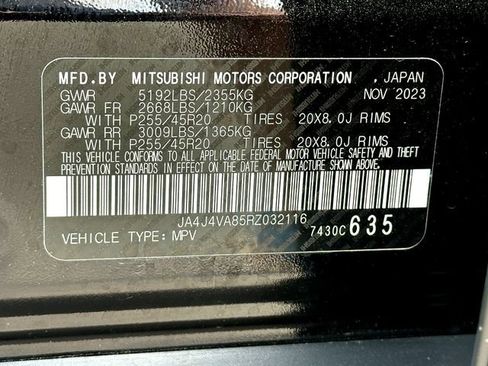 MFD.BY MITSUBISHI MOTORS CORPORATION , JAPAN
GVWR 5192LBS/2355KG NOV 2023
GAWR FR 2668LBS/1210KG
WITH P255/45R20 TIRES 20X8.0J RIMS
GAWR RR 3009LBS/1365KG
WITH P255/45R20 TIRES 20X8.0J RIMS
THIS VEHICLE CONFORMS TO ALL APPLICABLE FEDERAL MOTOR VEHICLE SAFETY AND THEFT
PREVENTION STANDARDS IN EFFECT ON THE DATE OF MANUFACTURE SHOWN ABOVE.
JA4J4VA85RZ032116
VEHICLE TYPE: MPV 7430C 635